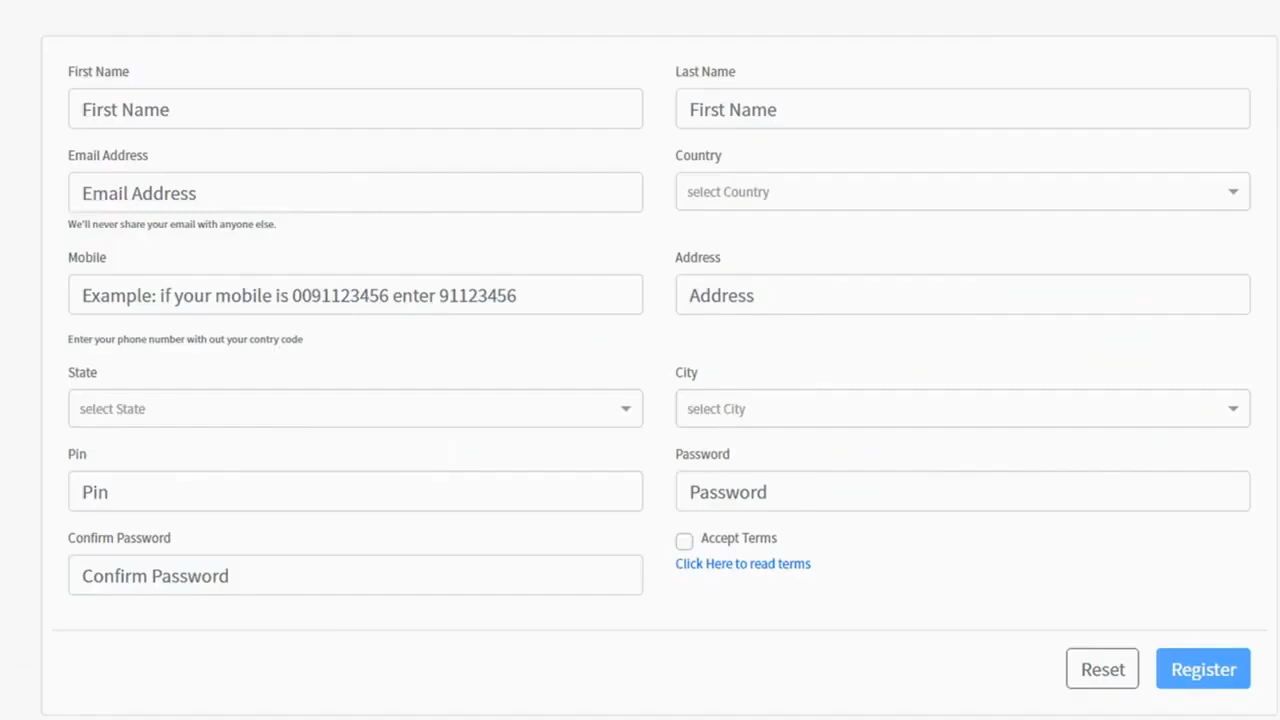 First Name
Last Name
First Name
First Name
Email Address
Country
Email Address
select Country
We'll never share your email with anyone else.
Mobile
Address
Example: if your mobile is 0091123456 enter 91123456
Address
Enter your phone number with out your contry code
State
City
select State
select City
Pin
Password
Pin
Password
Confirm Password
Accept Terms
Click Here to read terms
Confirm Password
Reset
Register